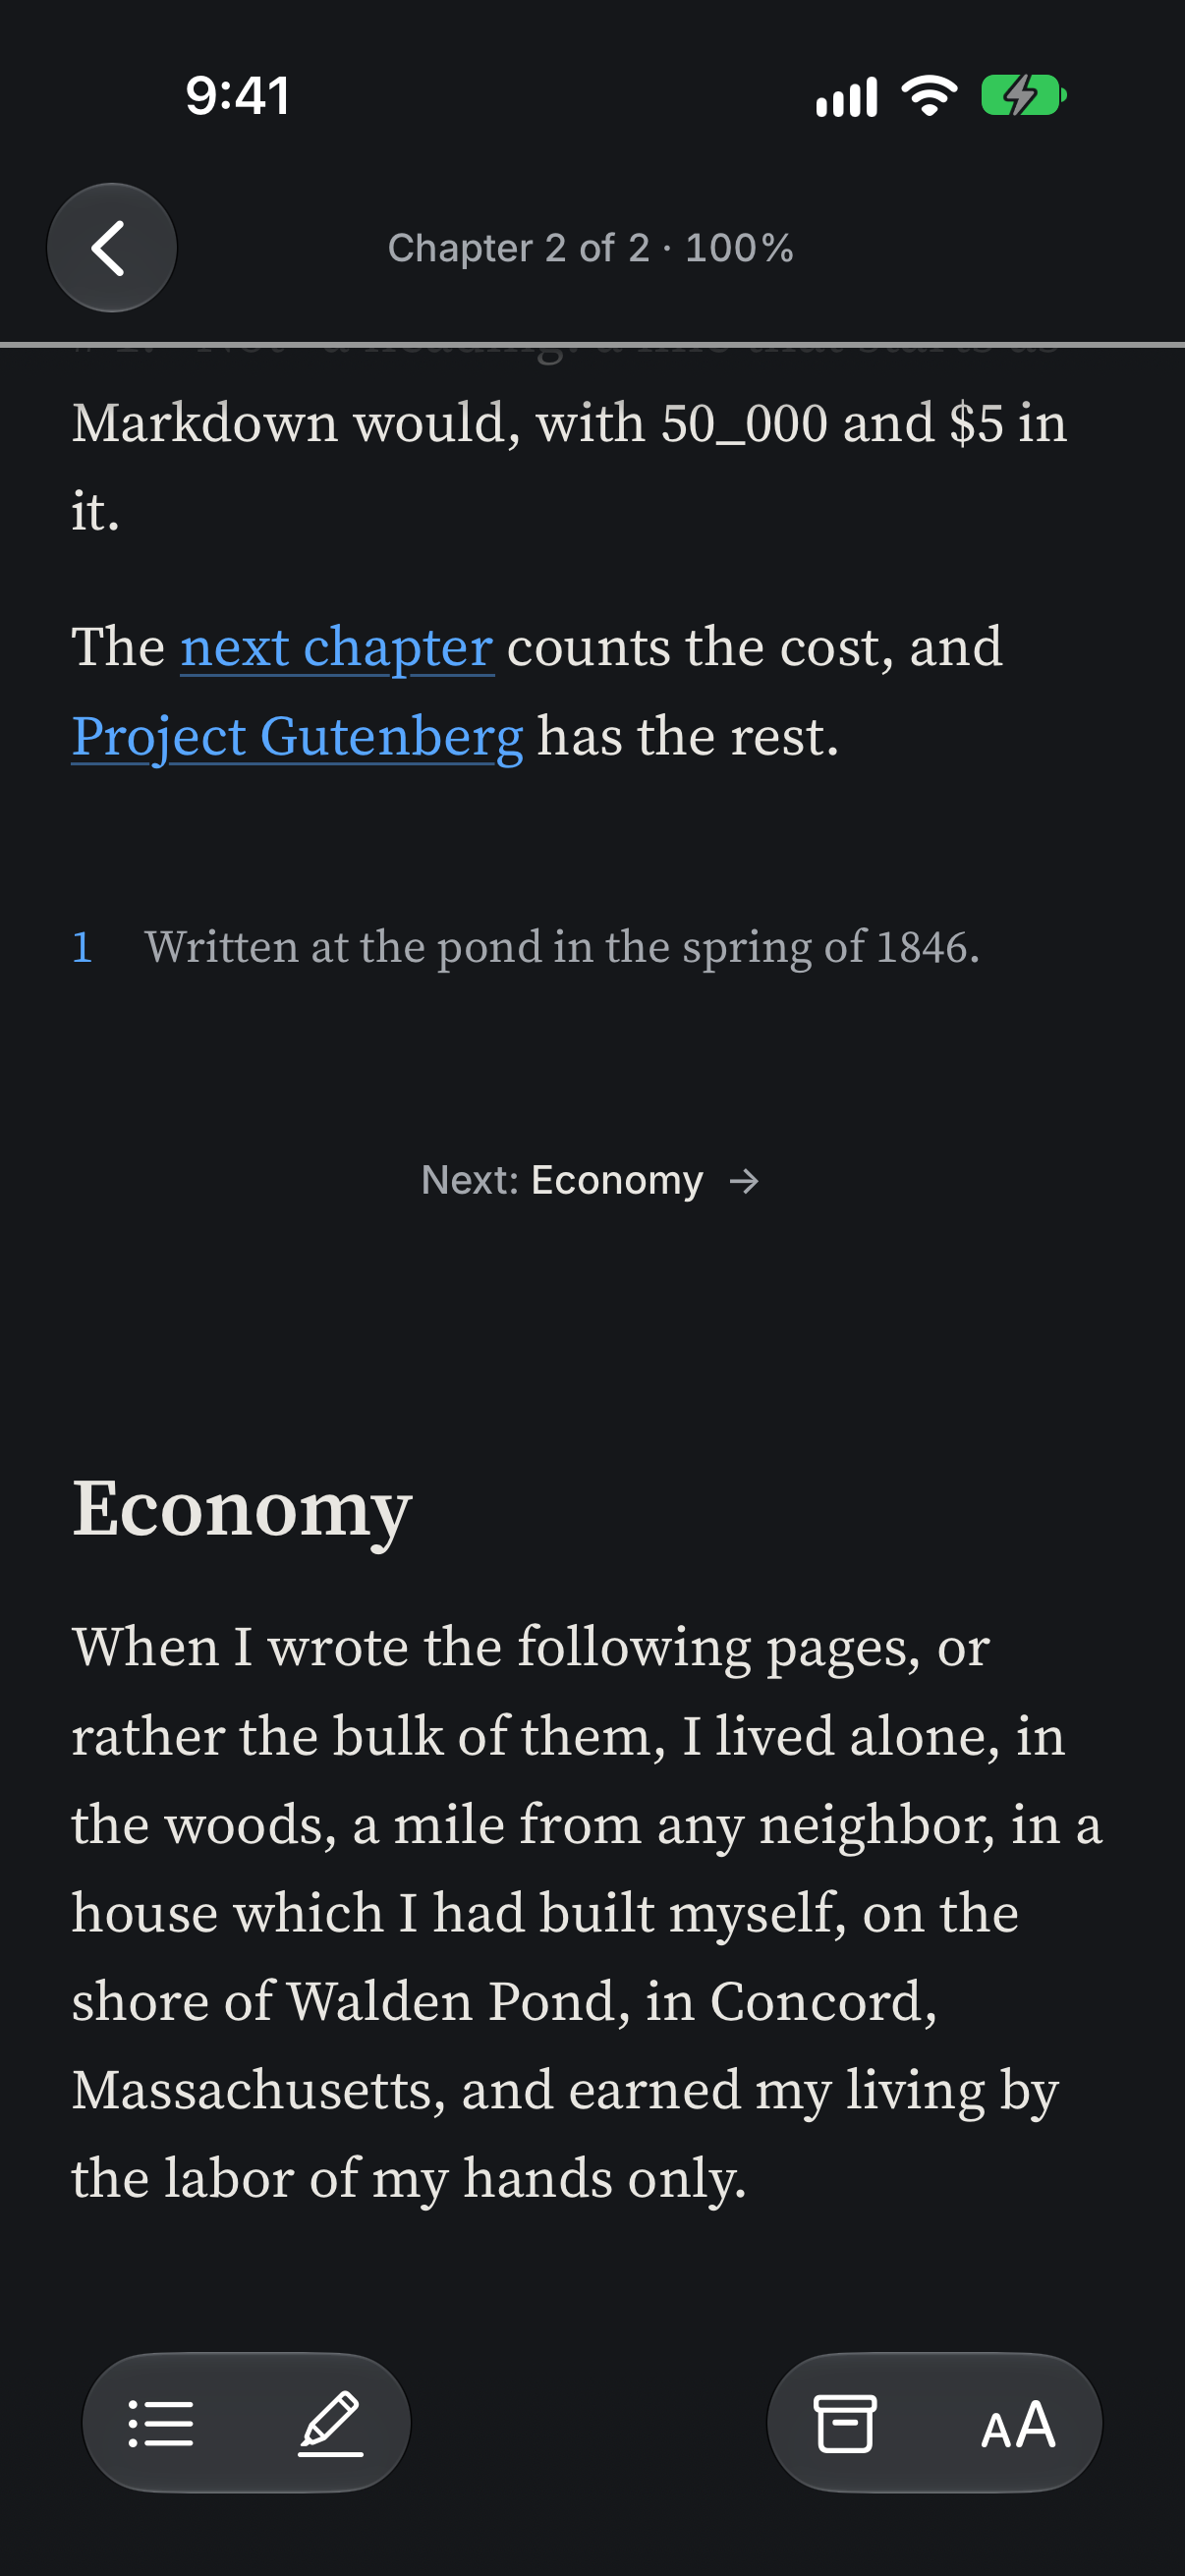 9:41
Chapter 2 of 2 · 100%
Markdown would, with 50_000 and $5 in
it.
The next chapter counts the cost, and
Project Gutenberg has the rest.
1 Written at the pond in the spring of 1846.
Next: Economy →
Economy
When I wrote the following pages, or
rather the bulk of them, I lived alone, in
the woods, a mile from any neighbor, in a
house which I had built myself, on the
shore of Walden Pond, in Concord,
Massachusetts, and earned my living by
the labor of my hands only.
AA